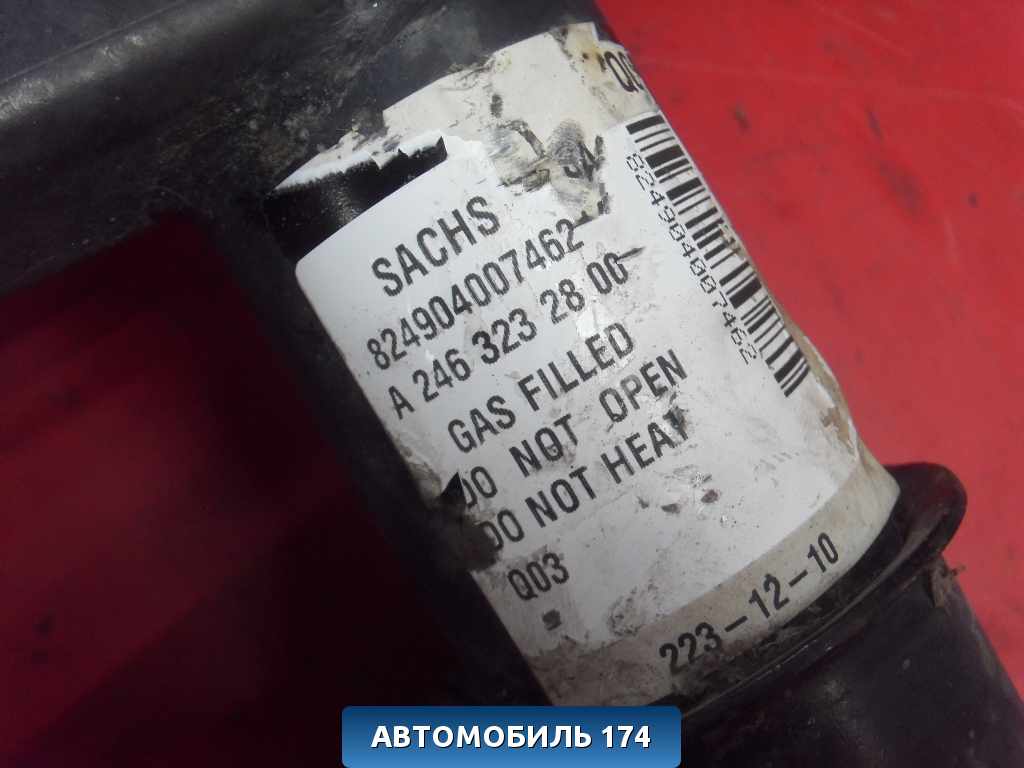 SACHS
824904007462
A 246 323 28 00
GAS FILLED
DO NOT OPEN
DO NOT HEAT
Q03
223-12-10
824904007462
АВТОМОБИЛЬ 174